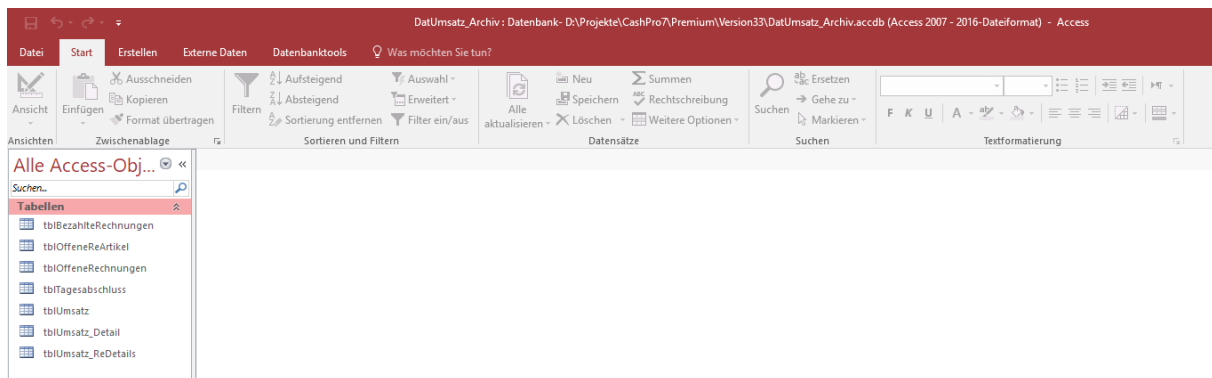 DatUmsatz_Archiv : Datenbank- D:\Projekte\CashPro7\Premium\Version33\DatUmsatz_Archiv.accdb (Access 2007 - 2016-Dateiformat) - Access
Datei Start Erstellen Externe Daten Datenbanktools Was möchten Sie tun?
Ansicht
Ansichten
Einfügen
Ausschneiden
Kopieren
Format übertragen
Zwischenablage
Filtern
Aufsteigend
Absteigend
Sortierung entfernen
Auswahl
Erweitert
Filter ein/aus
Sortieren und Filtern
Alle
aktualisieren
Neu
Speichern
Löschen
Summen
Rechtschreibung
Weitere Optionen
Datensätze
Suchen
Ersetzen
Gehe zu
Markieren
Suchen
F K U A
Textformatierung
Alle Access-Obj... «
Suchen...
Tabellen
tblBezahlteRechnungen
tblOffeneReArtikel
tblOffeneRechnungen
tblTagesabschluss
tblUmsatz
tblUmsatz_Detail
tblUmsatz_ReDetails